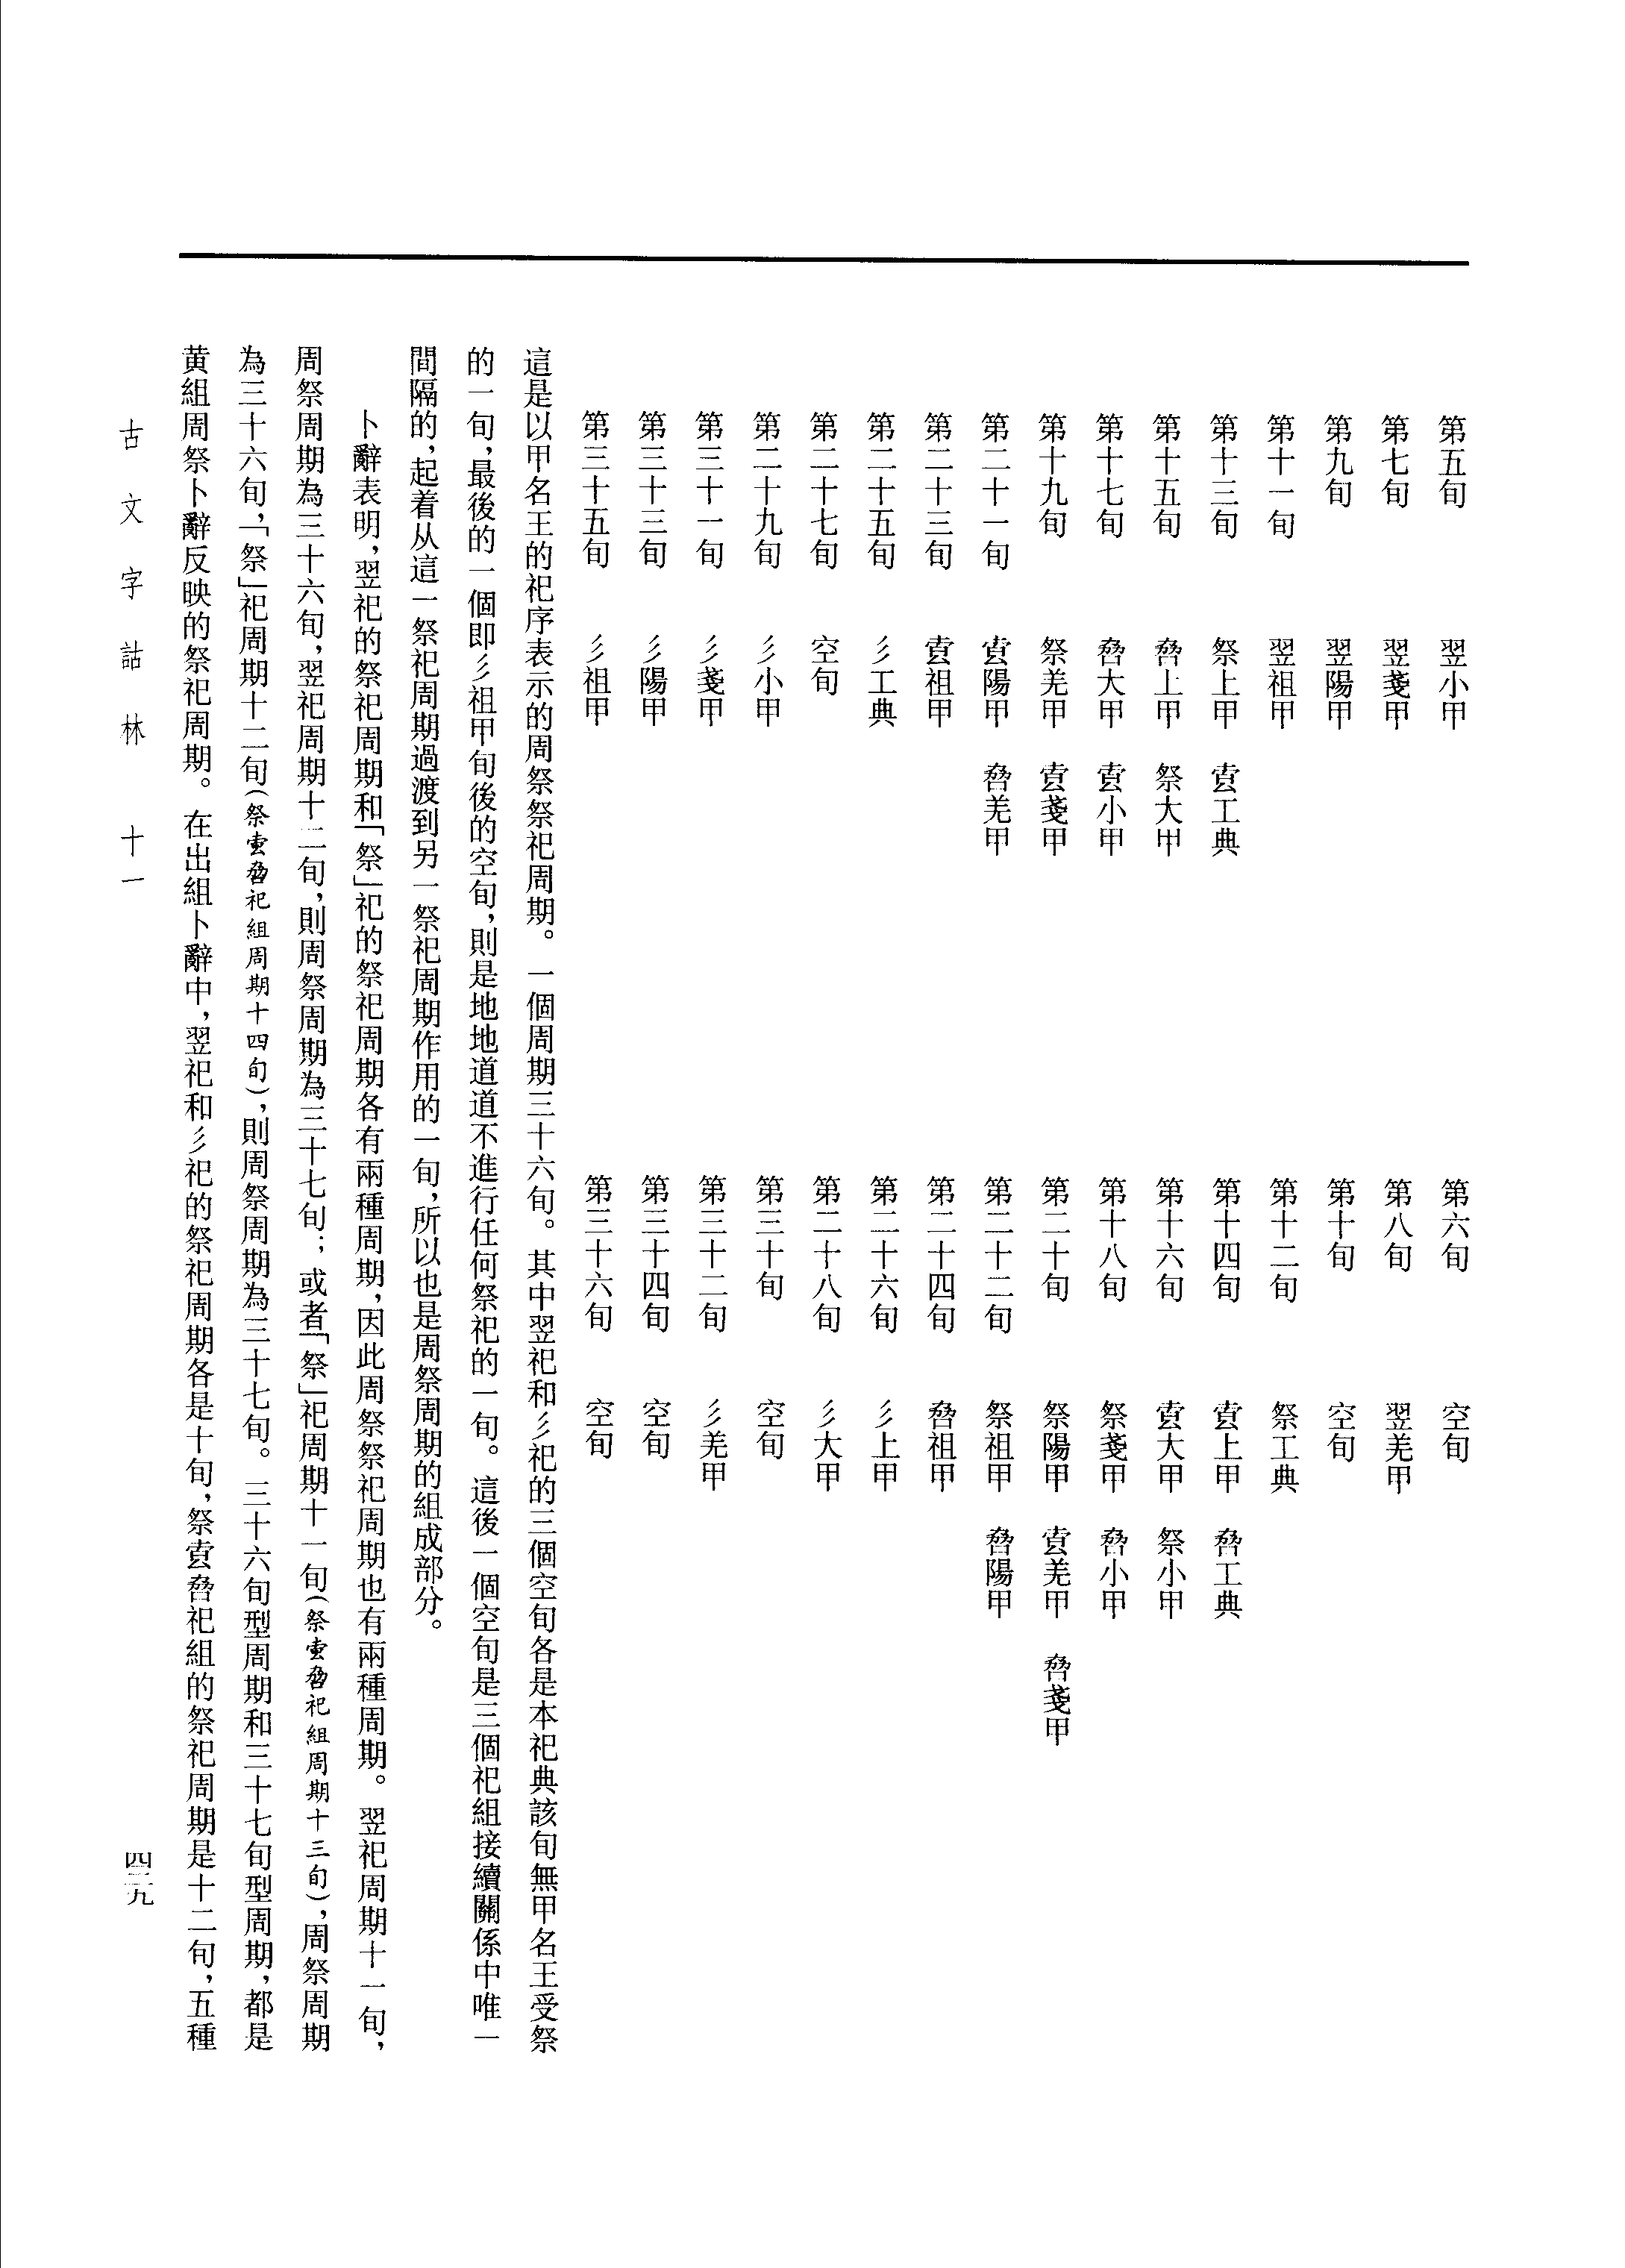 第五旬　翌小甲　第六旬　空旬
第七旬　翌戔甲　第八旬　翌羌甲
第九旬　翌陽甲　第十旬　空旬
第十一旬　翌祖甲　第十二旬　祭工典
第十三旬　祭上甲　壴工典　第十四旬　壴上甲　劦工典
第十五旬　劦上甲　祭大甲　第十六旬　壴大甲　祭小甲
第十七旬　劦大甲　壴小甲　第十八旬　祭戔甲　劦小甲
第十九旬　祭羌甲　壴戔甲　第二十旬　祭陽甲　壴羌甲　劦戔甲
第二十一旬　壴陽甲　劦羌甲　第二十二旬　祭祖甲　劦陽甲
第二十三旬　壴祖甲　第二十四旬　劦祖甲
第二十五旬　彡工典　第二十六旬　彡上甲
第二十七旬　空旬　第二十八旬　彡大甲
第二十九旬　彡小甲　第三十旬　空旬
第三十一旬　彡戔甲　第三十二旬　彡羌甲
第三十三旬　彡陽甲　第三十四旬　空旬
第三十五旬　彡祖甲　第三十六旬　空旬
這是以甲名王的祀序表示的周祭祭祀周期。一個周期三十六旬。其中翌祀和彡祀的三個空旬各是本祀典該旬無甲名王受祭
的一旬，最後的一個即彡祖甲旬後的空旬，則是地地道道不進行任何祭祀的一旬。這後一個空旬是三個祀組接續關係中唯一
間隔的，起着从這一祭祀周期過渡到另一祭祀周期作用的一旬，所以也是周祭周期的組成部分。
卜辭表明，翌祀的祭祀周期和「祭」祀的祭祀周期各有兩種周期，因此周祭祭祀周期也有兩種周期。翌祀周期十一旬，
周祭周期為三十六旬，翌祀周期十二旬，則周祭周期為三十七旬；或者「祭」祀周期十一旬（祭壴劦祀組周期十三旬），周祭周期
為三十六旬，「祭」祀周期十二旬（祭壴劦祀組周期十四旬），則周祭周期為三十七旬。三十六旬型周期和三十七旬型周期，都是
黄組周祭卜辭反映的祭祀周期。在出組卜辭中，翌祀和彡祀的祭祀周期各是十旬，祭壴劦祀組的祭祀周期是十二旬，五種
古文字詁林　十一　四三九